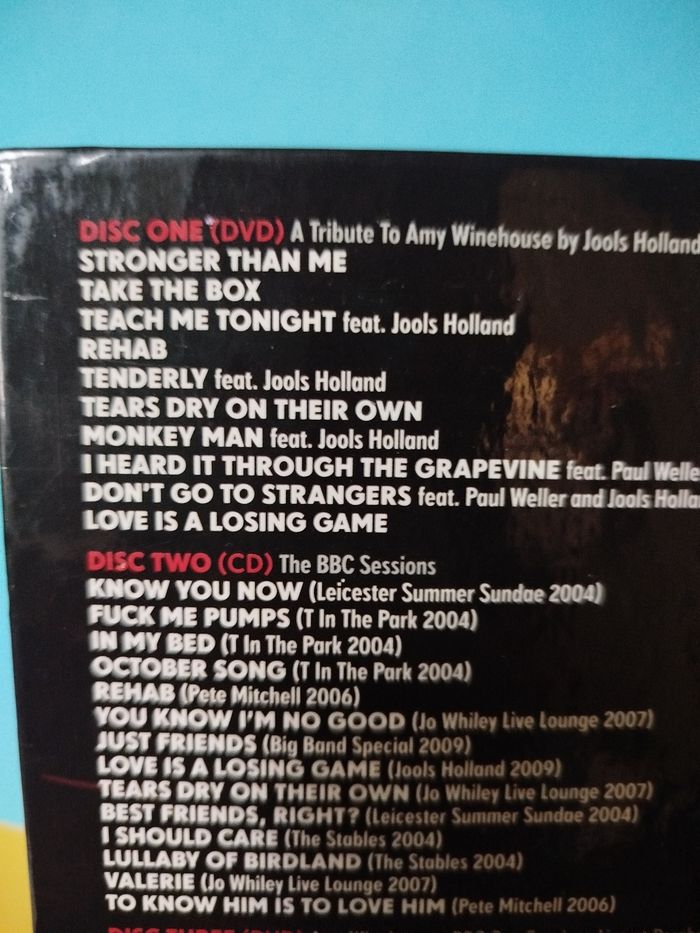 DISC ONE (DVD) A Tribute To Amy Winehouse by Jools Holland
STRONGER THAN ME
TAKE THE BOX
TEACH ME TONIGHT feat. Jools Holland
REHAB
TENDERLY feat. Jools Holland
TEARS DRY ON THEIR OWN
MONKEY MAN feat. Jools Holland
I HEARD IT THROUGH THE GRAPEVINE feat. Paul Welle
DON'T GO TO STRANGERS feat. Paul Weller and Jools Holla
LOVE IS A LOSING GAME
DISC TWO (CD) The BBC Sessions
KNOW YOU NOW (Leicester Summer Sundae 2004)
FUCK ME PUMPS (T In The Park 2004)
IN MY BED (T In The Park 2004)
OCTOBER SONG (T In The Park 2004)
REHAB (Pete Mitchell 2006)
YOU KNOW I'M NO GOOD (Jo Whiley Live Lounge 2007)
JUST FRIENDS (Big Band Special 2009)
LOVE IS A LOSING GAME (Jools Holland 2009)
TEARS DRY ON THEIR OWN (Jo Whiley Live Lounge 2007)
BEST FRIENDS, RIGHT? (Leicester Summer Sundae 2004)
I SHOULD CARE (The Stables 2004)
LULLABY OF BIRDLAND (The Stables 2004)
VALERIE (Jo Whiley Live Lounge 2007)
TO KNOW HIM IS TO LOVE HIM (Pete Mitchell 2006)
DISC THREE (DVD)